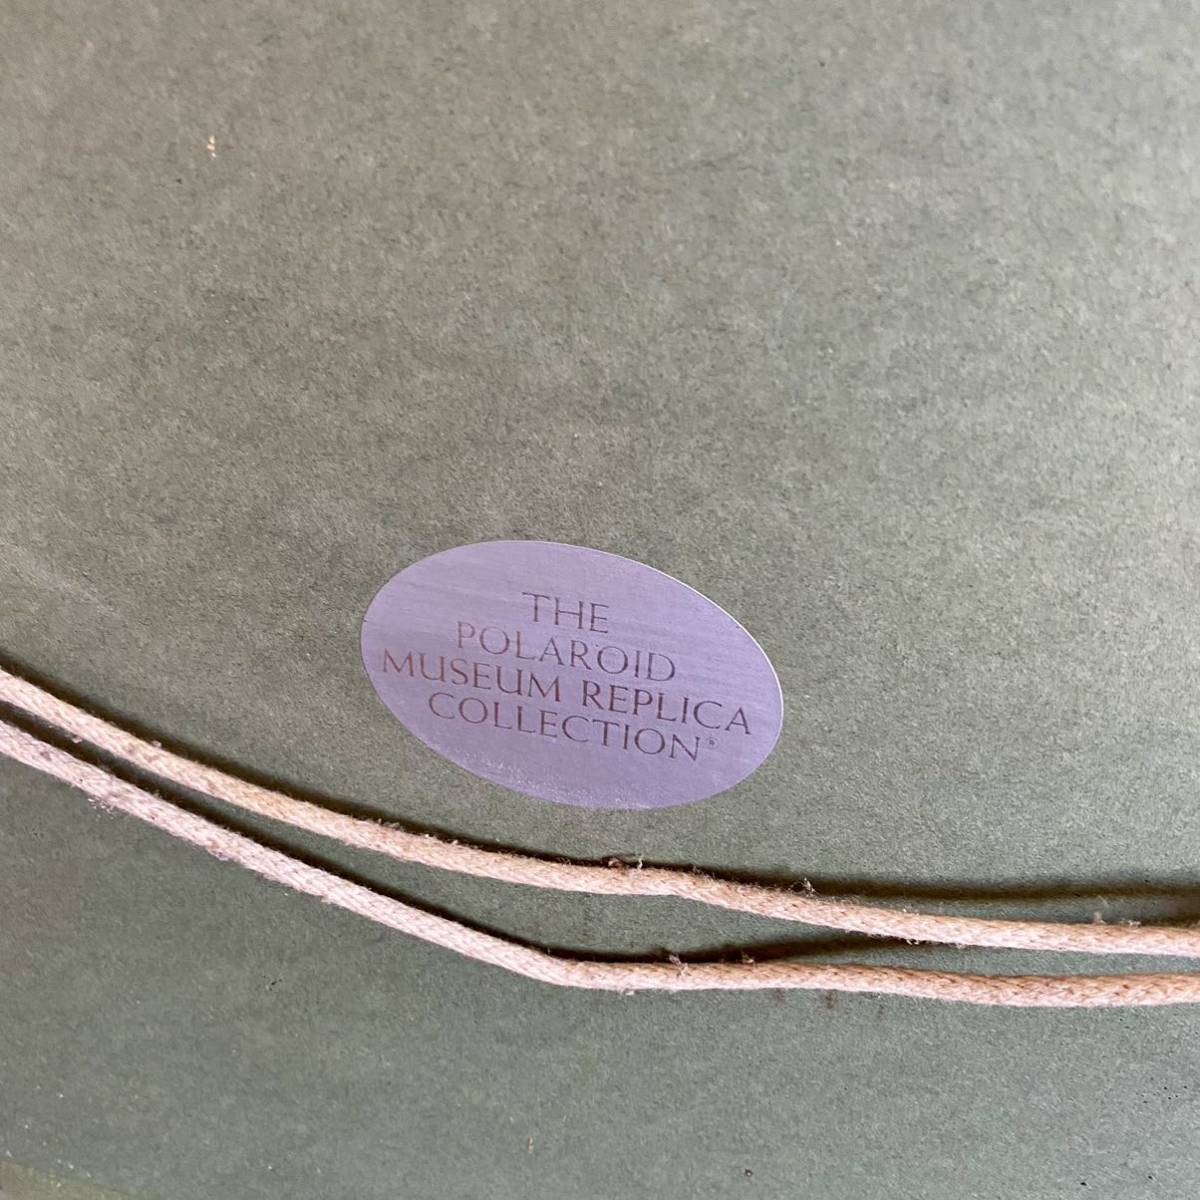 THE
POLAROID
MUSEUM REPLICA
COLLECTION®